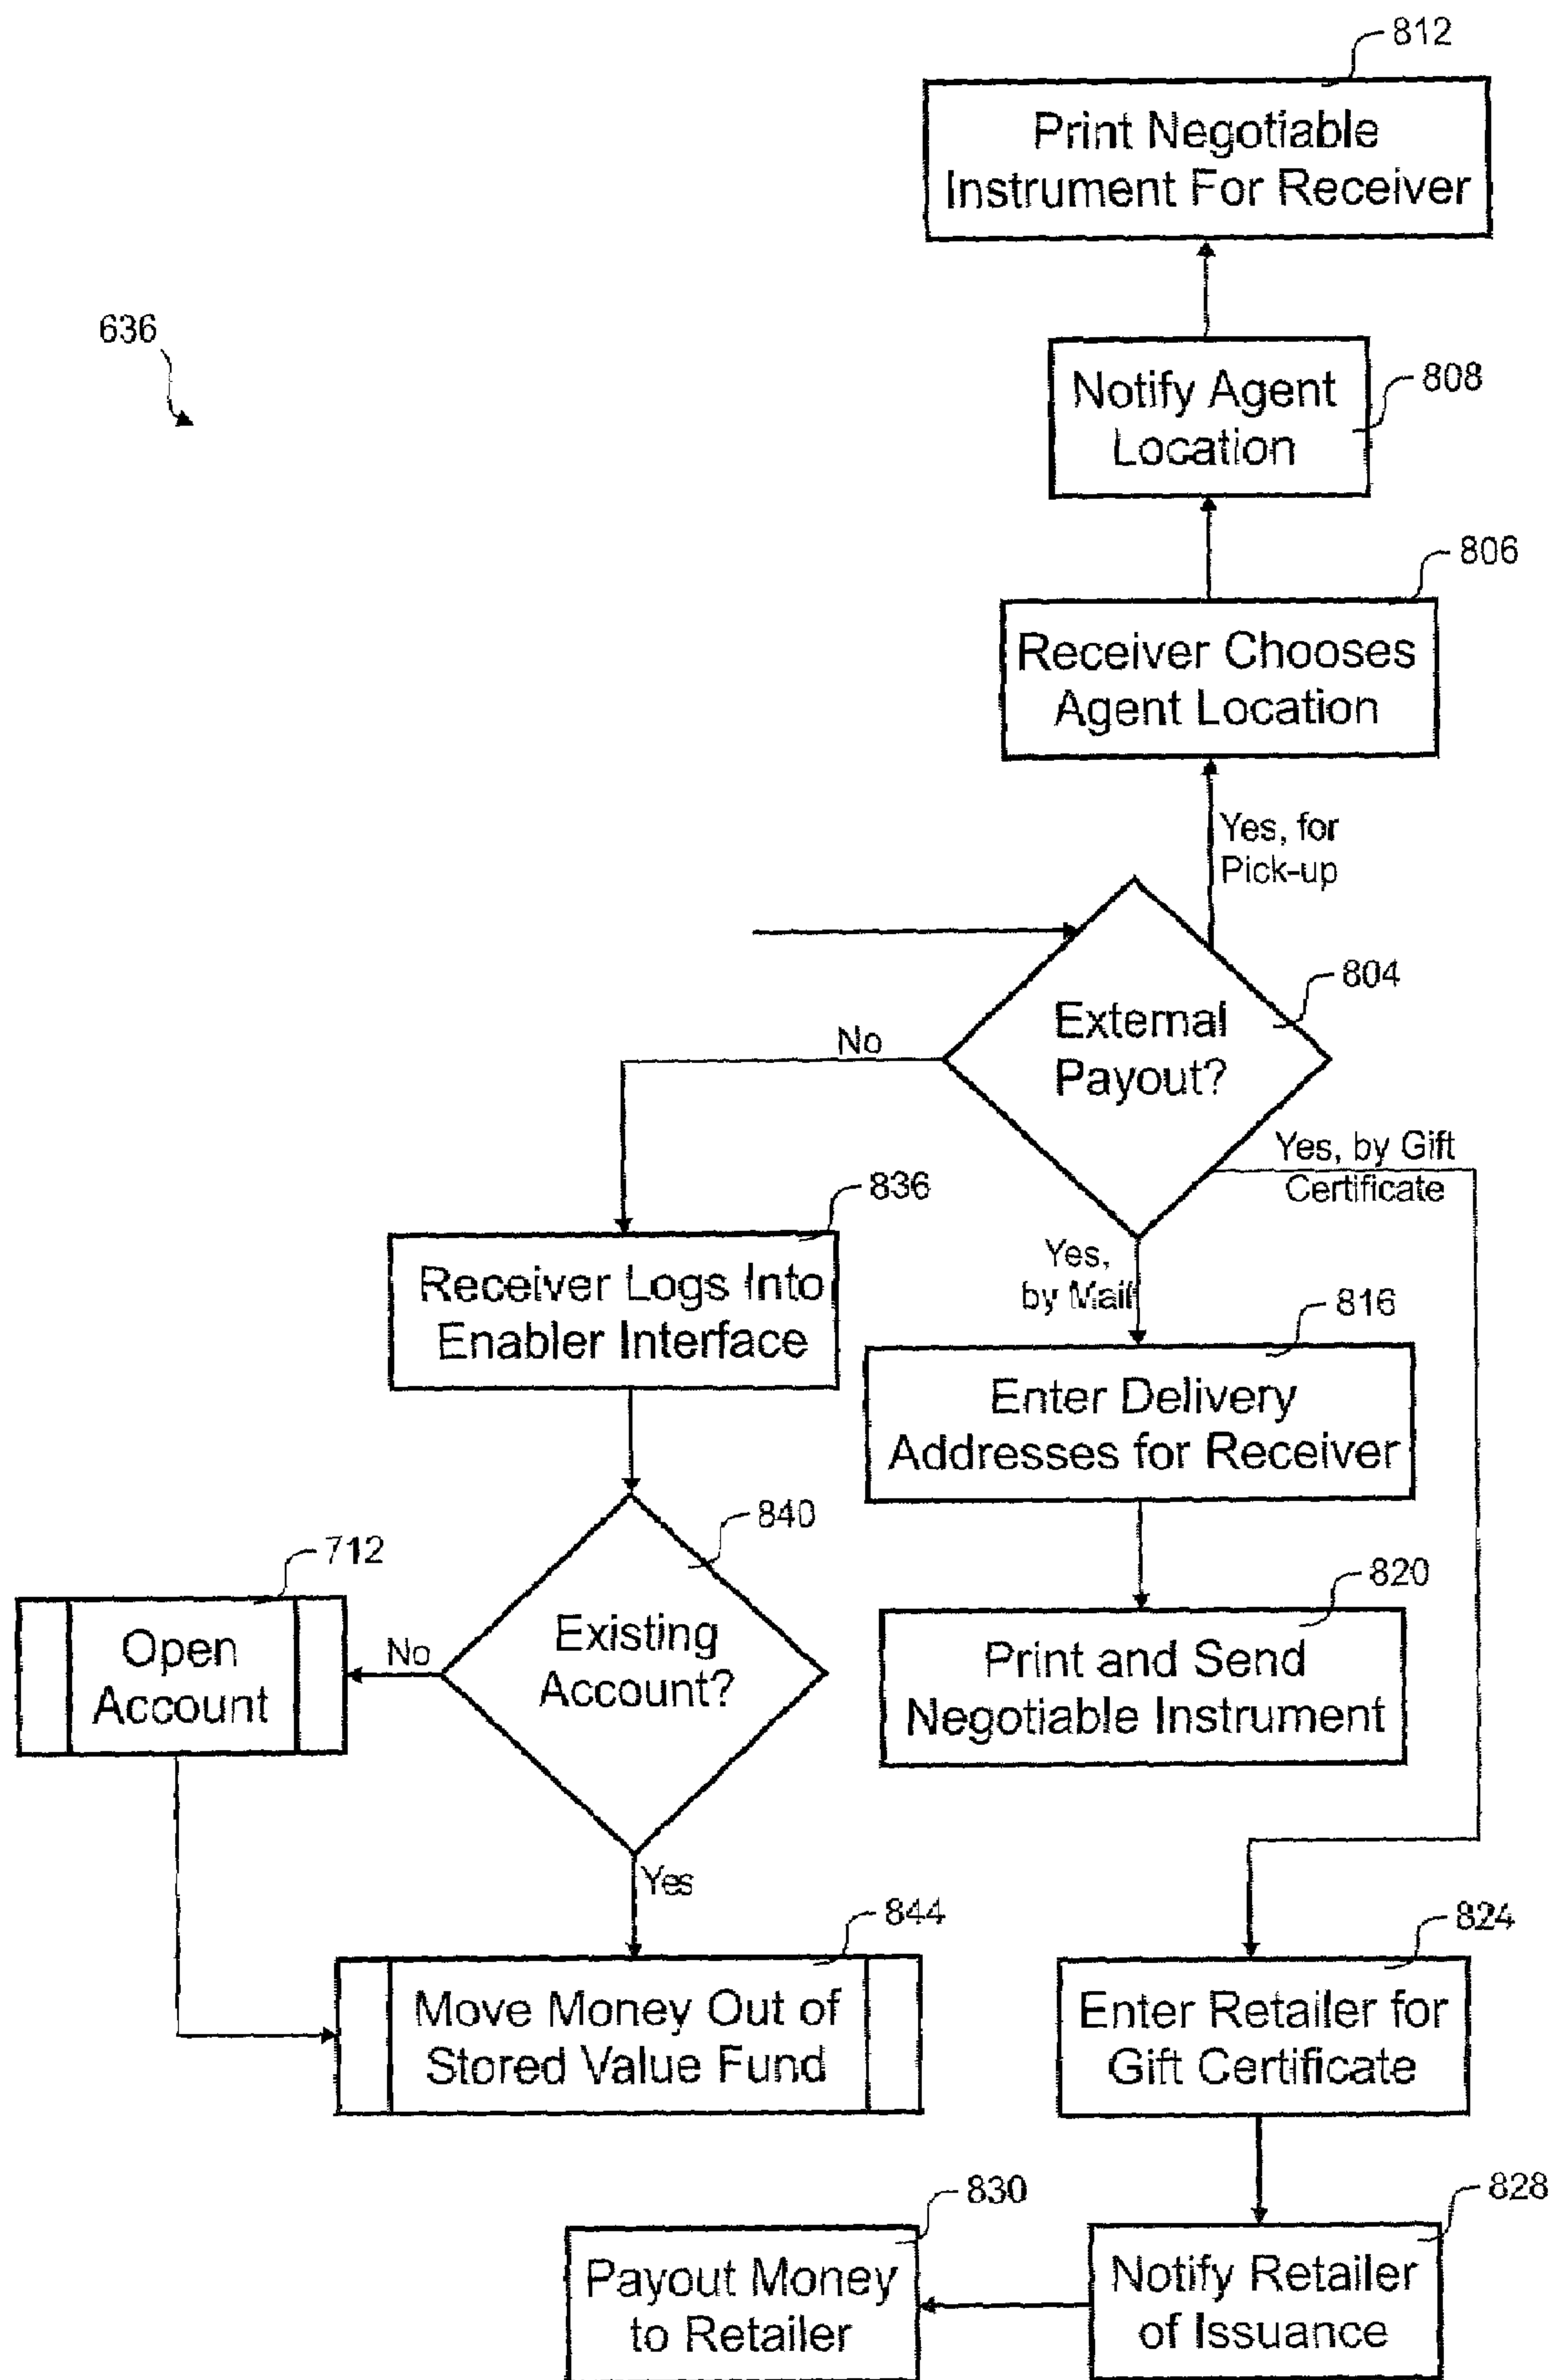 812
Print Negotiable
Instrument For Receiver
636
Notify Agent
Location
808
806
Receiver Chooses
Agent Location
Yes, for
Pick-up
804
External
Payout?
No
Yes, by Gift
Certificate
836
Receiver Logs Into
Enabler Interface
Yes,
by Mail
816
Enter Delivery
Addresses for Receiver
840
712
Open
Account
No
Existing
Account?
820
Print and Send
Negotiable Instrument
Yes
844
Move Money Out of
Stored Value Fund
824
Enter Retailer for
Gift Certificate
830
Payout Money
to Retailer
828
Notify Retailer
of Issuance